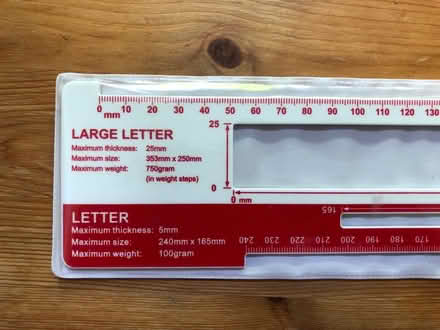 0 10 20 30 40 50 60 70 80 90 100 110 120 130
mm
LARGE LETTER
Maximum thickness: 25mm
Maximum size: 353mm x 250mm
Maximum weight: 750gram
(in weight steps)
25
0
0 mm
LETTER
Maximum thickness: 5mm
Maximum size: 240mm x 165mm
Maximum weight: 100gram
165
240 230 220 210 200 190 180 170